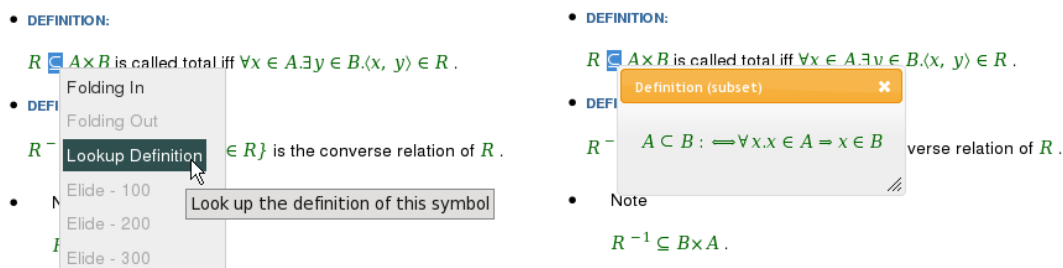 • DEFINITION:
R ⊆ A×B is called total iff ∀x ∈ A.∃y ∈ B.⟨x, y⟩ ∈ R .
Folding In
• DEFI
Folding Out
R⁻ ∈ R} is the converse relation of R .
Lookup Definition
Elide - 100
Look up the definition of this symbol
• N
Elide - 200
Elide - 300
• DEFINITION:
R ⊆ A×B is called total iff ∀x ∈ A.∃y ∈ B.⟨x, y⟩ ∈ R .
Definition (subset)
• DEFI
A ⊂ B : ⟺ ∀x.x ∈ A ⇒ x ∈ B
R⁻ verse relation of R .
• Note
R⁻¹ ⊆ B×A .